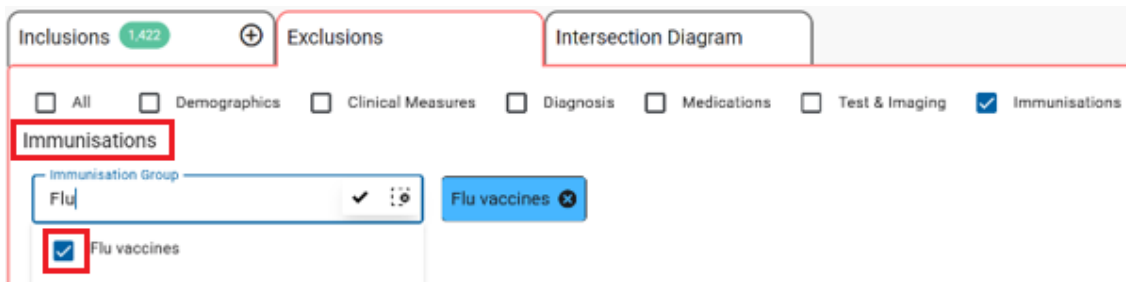 Inclusions 1,422 Exclusions Intersection Diagram
All Demographics Clinical Measures Diagnosis Medications Test & Imaging Immunisations
Immunisations
Immunisation Group
Flu Flu vaccines
Flu vaccines